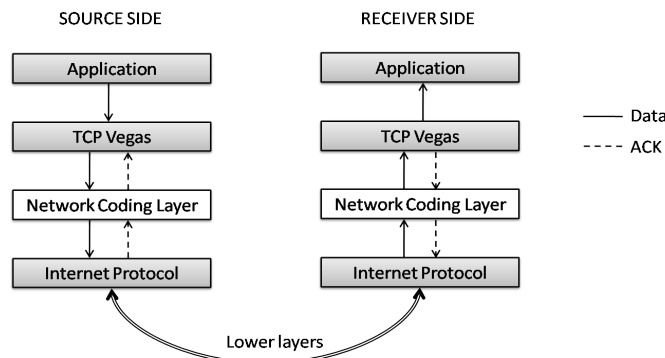 SOURCE SIDE
Application
TCP Vegas
Network Coding Layer
Internet Protocol
RECEIVER SIDE
Application
TCP Vegas
Network Coding Layer
Internet Protocol
Data
ACK
Lower layers